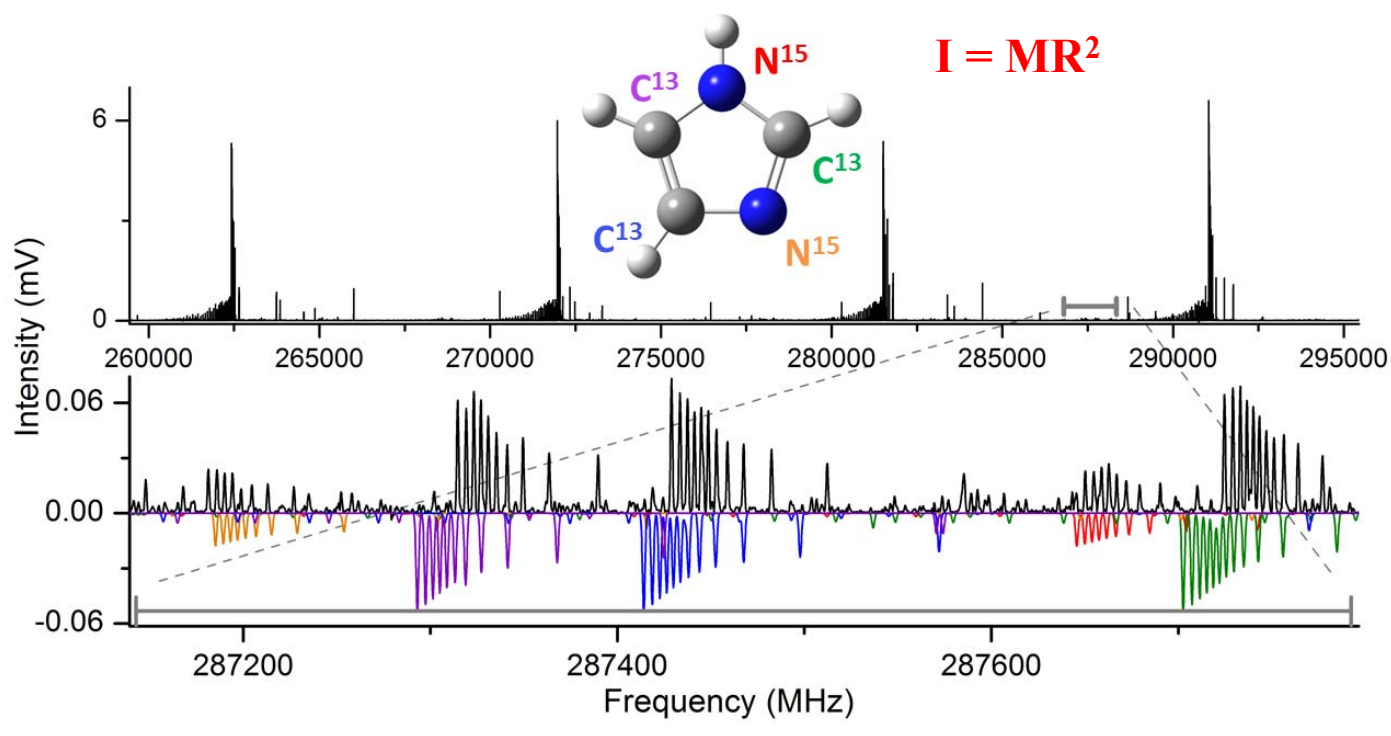 I = MR²
N¹⁵
C¹³
C¹³
C¹³
N¹⁵
6
0
260000 265000 270000 275000 280000 285000 290000 295000
Intensity (mV)
0.06
0.00
-0.06
287200 287400 287600
Frequency (MHz)